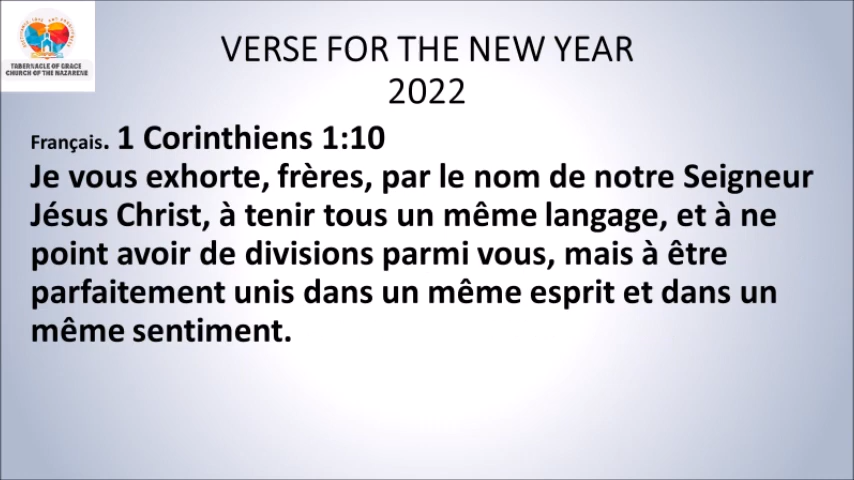 TABERNACLE OF GRACE
CHURCH OF THE NAZARENE
VERSE FOR THE NEW YEAR
2022
Français. 1 Corinthiens 1:10
Je vous exhorte, frères, par le nom de notre Seigneur
Jésus Christ, à tenir tous un même langage, et à ne
point avoir de divisions parmi vous, mais à être
parfaitement unis dans un même esprit et dans un
même sentiment.